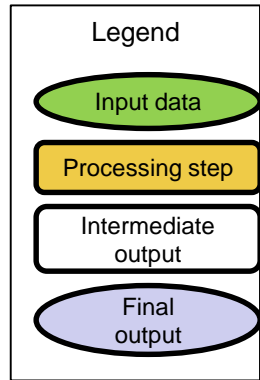 Legend
Input data
Processing step
Intermediate
output
Final
output